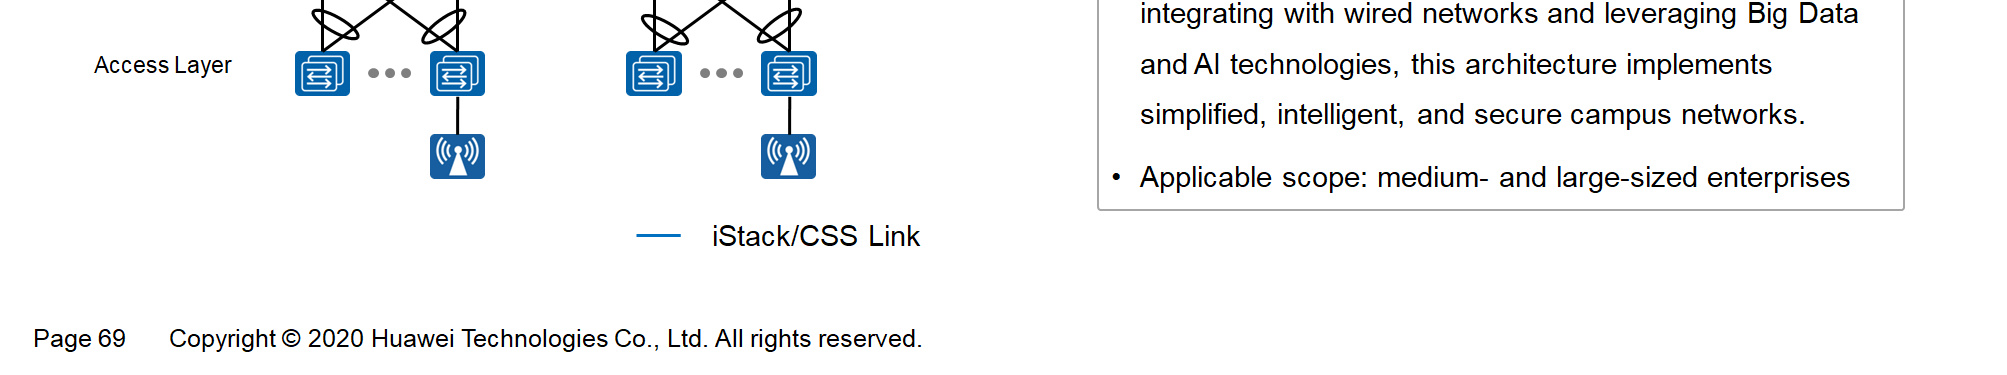 integrating with wired networks and leveraging Big Data
and AI technologies, this architecture implements
simplified, intelligent, and secure campus networks.
• Applicable scope: medium- and large-sized enterprises
Access Layer
iStack/CSS Link
Page 69 Copyright © 2020 Huawei Technologies Co., Ltd. All rights reserved.